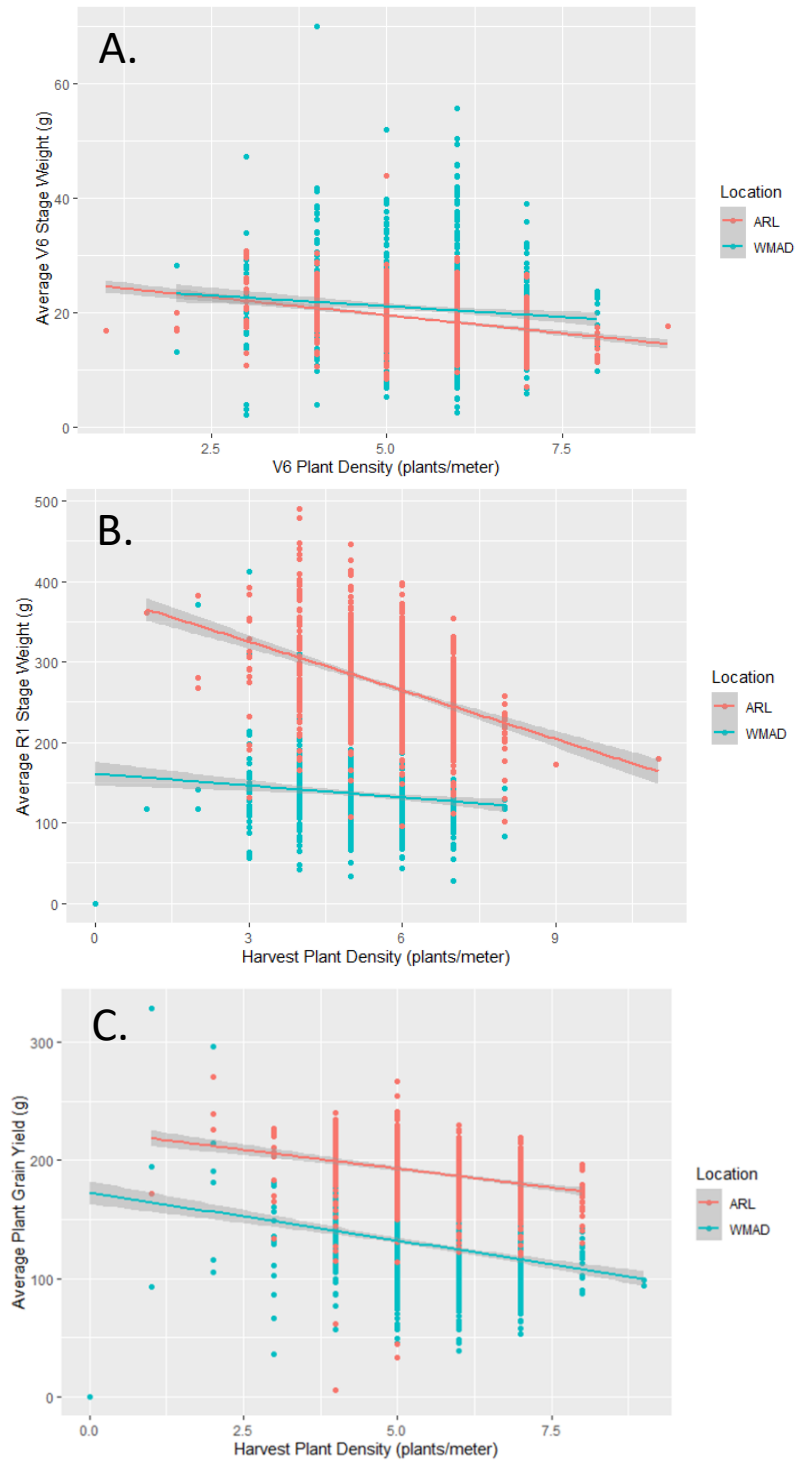 A.
60
40
20
0
2.5 5.0 7.5
V6 Plant Density (plants/meter)
Average V6 Stage Weight (g)
Location
ARL
WMAD
B.
500
400
300
200
100
0
0 3 6 9
Harvest Plant Density (plants/meter)
Average R1 Stage Weight (g)
Location
ARL
WMAD
C.
300
200
100
0
0.0 2.5 5.0 7.5
Harvest Plant Density (plants/meter)
Average Plant Grain Yield (g)
Location
ARL
WMAD